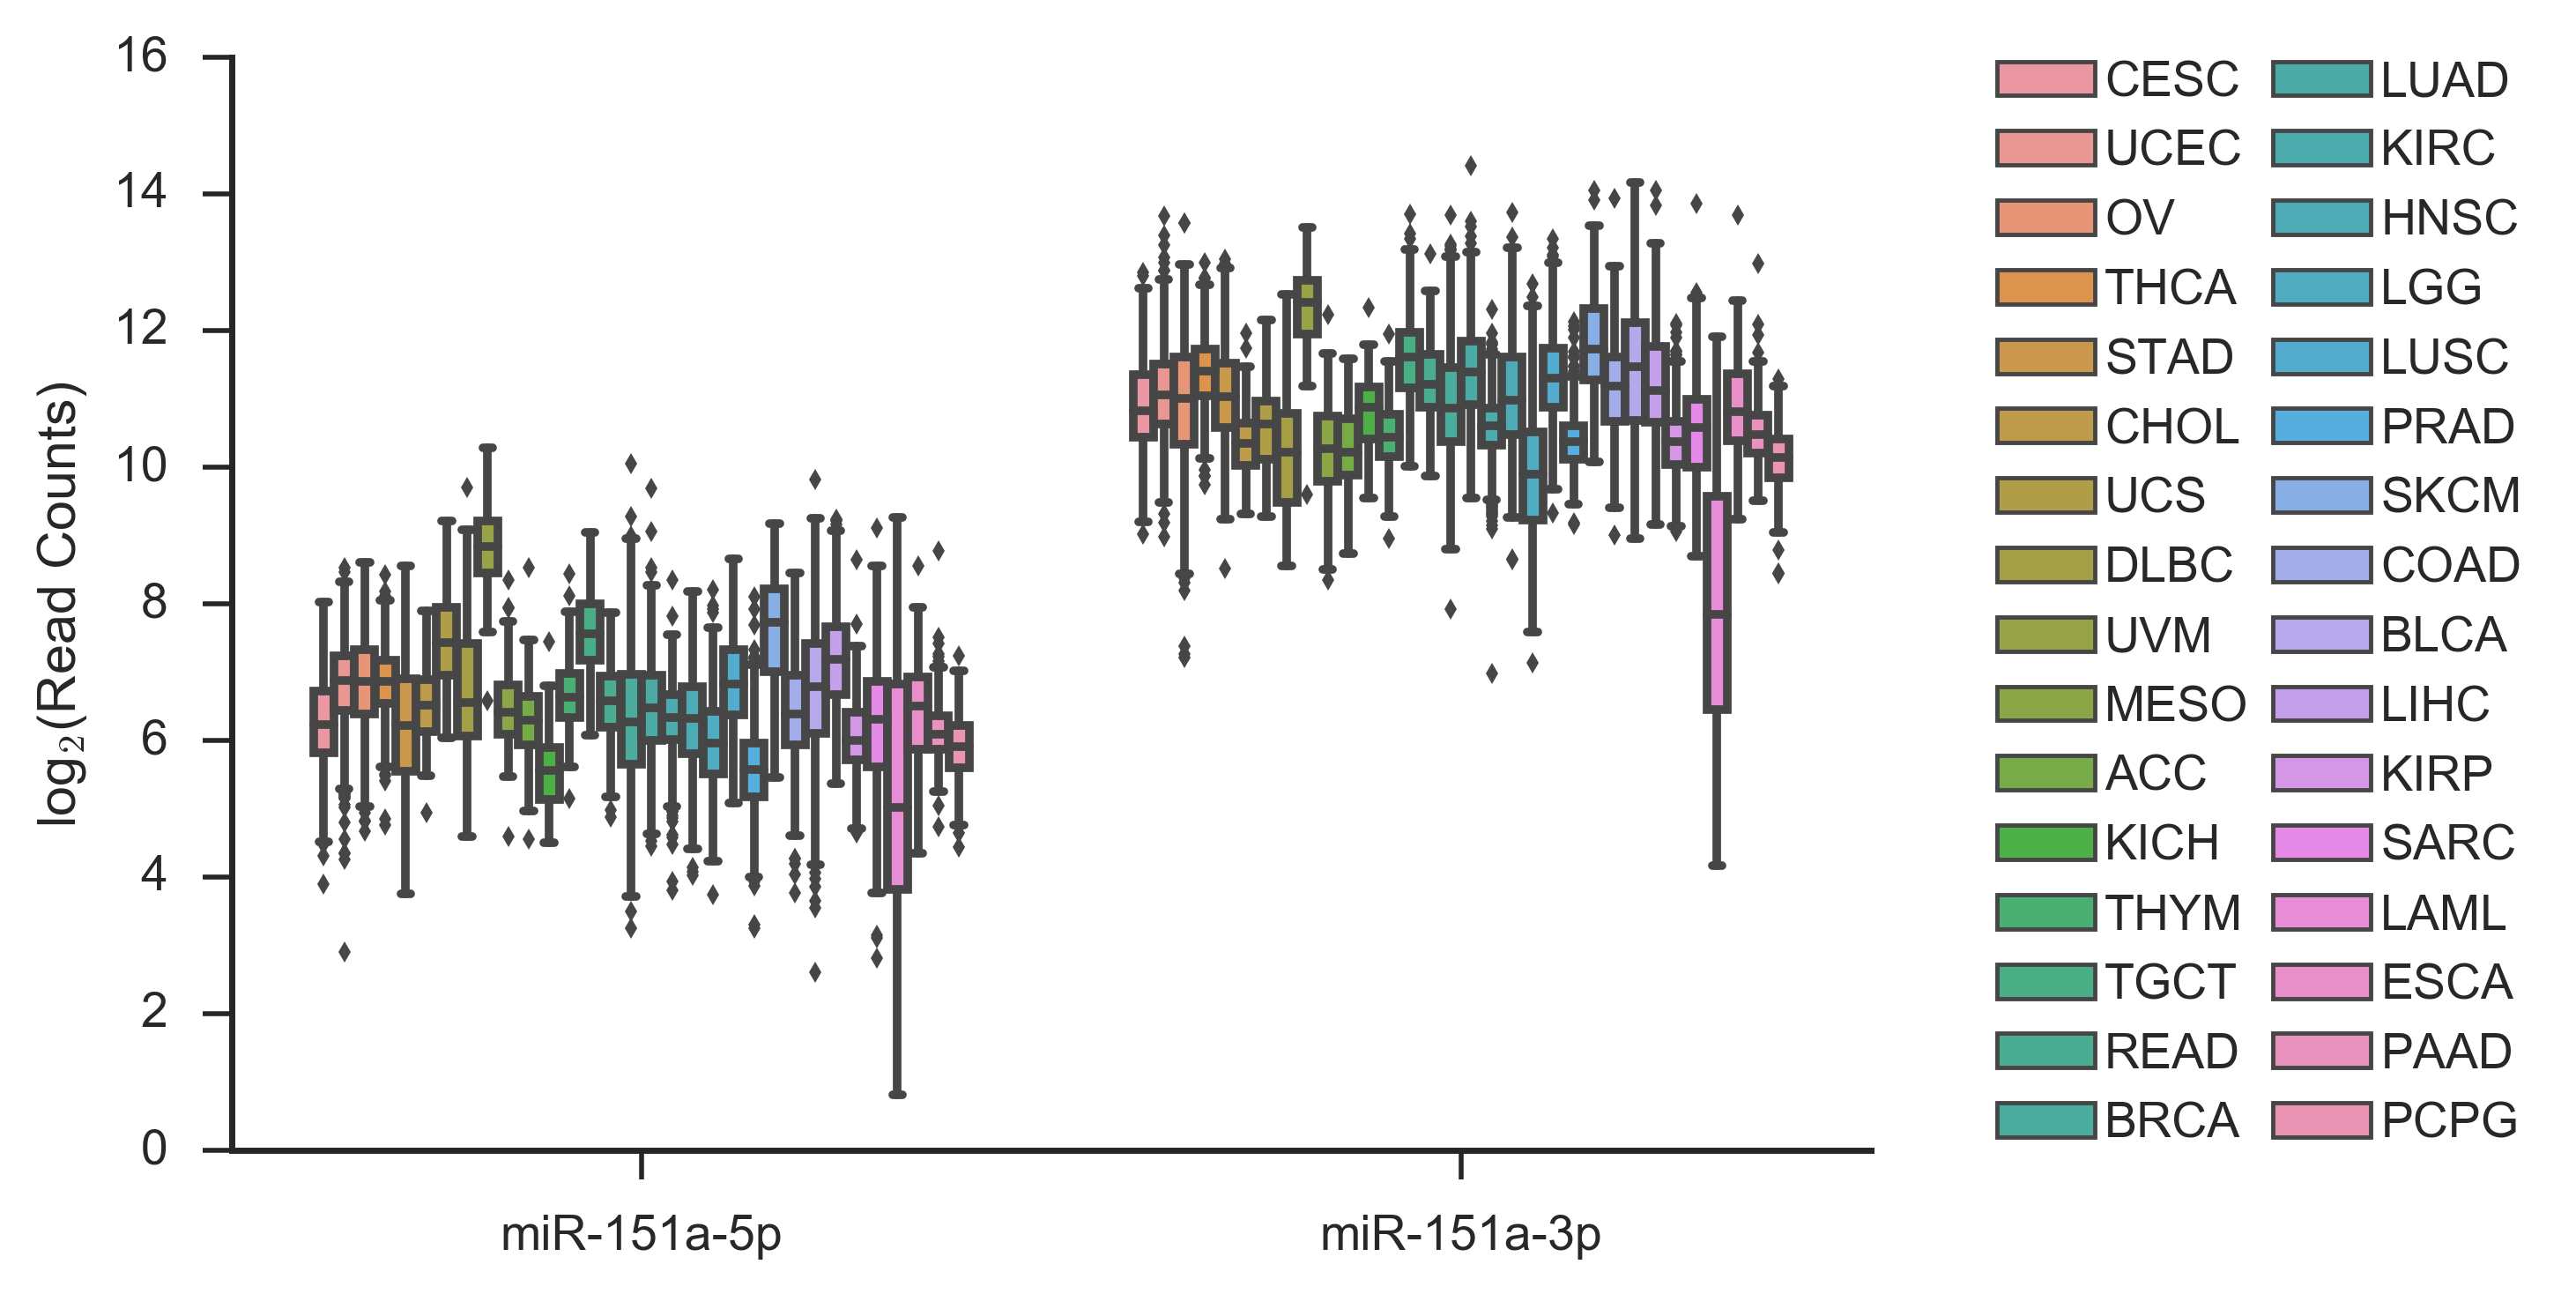 16
14
12
10
8
6
4
2
0
log₂(Read Counts)
miR-151a-5p
miR-151a-3p
CESC
UCEC
OV
THCA
STAD
CHOL
UCS
DLBC
UVM
MESO
ACC
KICH
THYM
TGCT
READ
BRCA
LUAD
KIRC
HNSC
LGG
LUSC
PRAD
SKCM
COAD
BLCA
LIHC
KIRP
SARC
LAML
ESCA
PAAD
PCPG